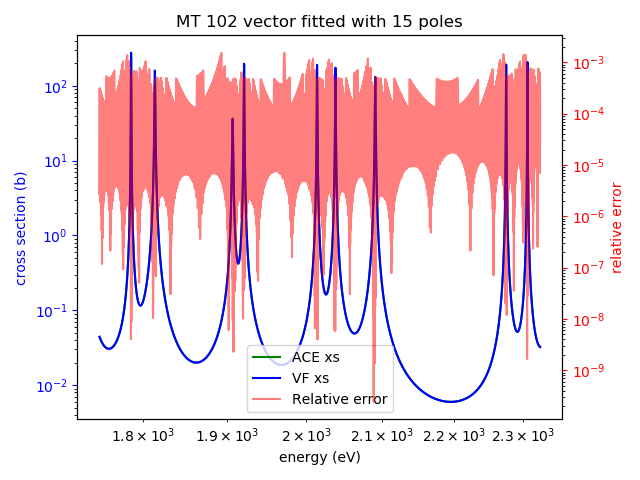 MT 102 vector fitted with 15 poles
cross section (b)
10²
10¹
10⁰
10⁻¹
10⁻²
10⁻³
10⁻⁴
10⁻⁵
10⁻⁶
10⁻⁷
10⁻⁸
10⁻⁹
relative error
ACE xs
VF xs
Relative error
1.8 × 10³ 1.9 × 10³ 2 × 10³ 2.1 × 10³ 2.2 × 10³ 2.3 × 10³
energy (eV)